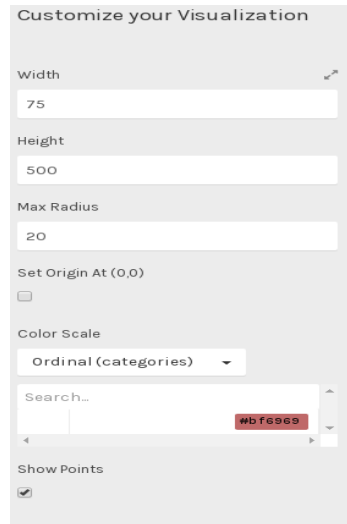 Customize your Visualization
Width
75
Height
500
Max Radius
20
Set Origin At (0,0)
Color Scale
Ordinal (categories)
Search...
#bf6969
Show Points